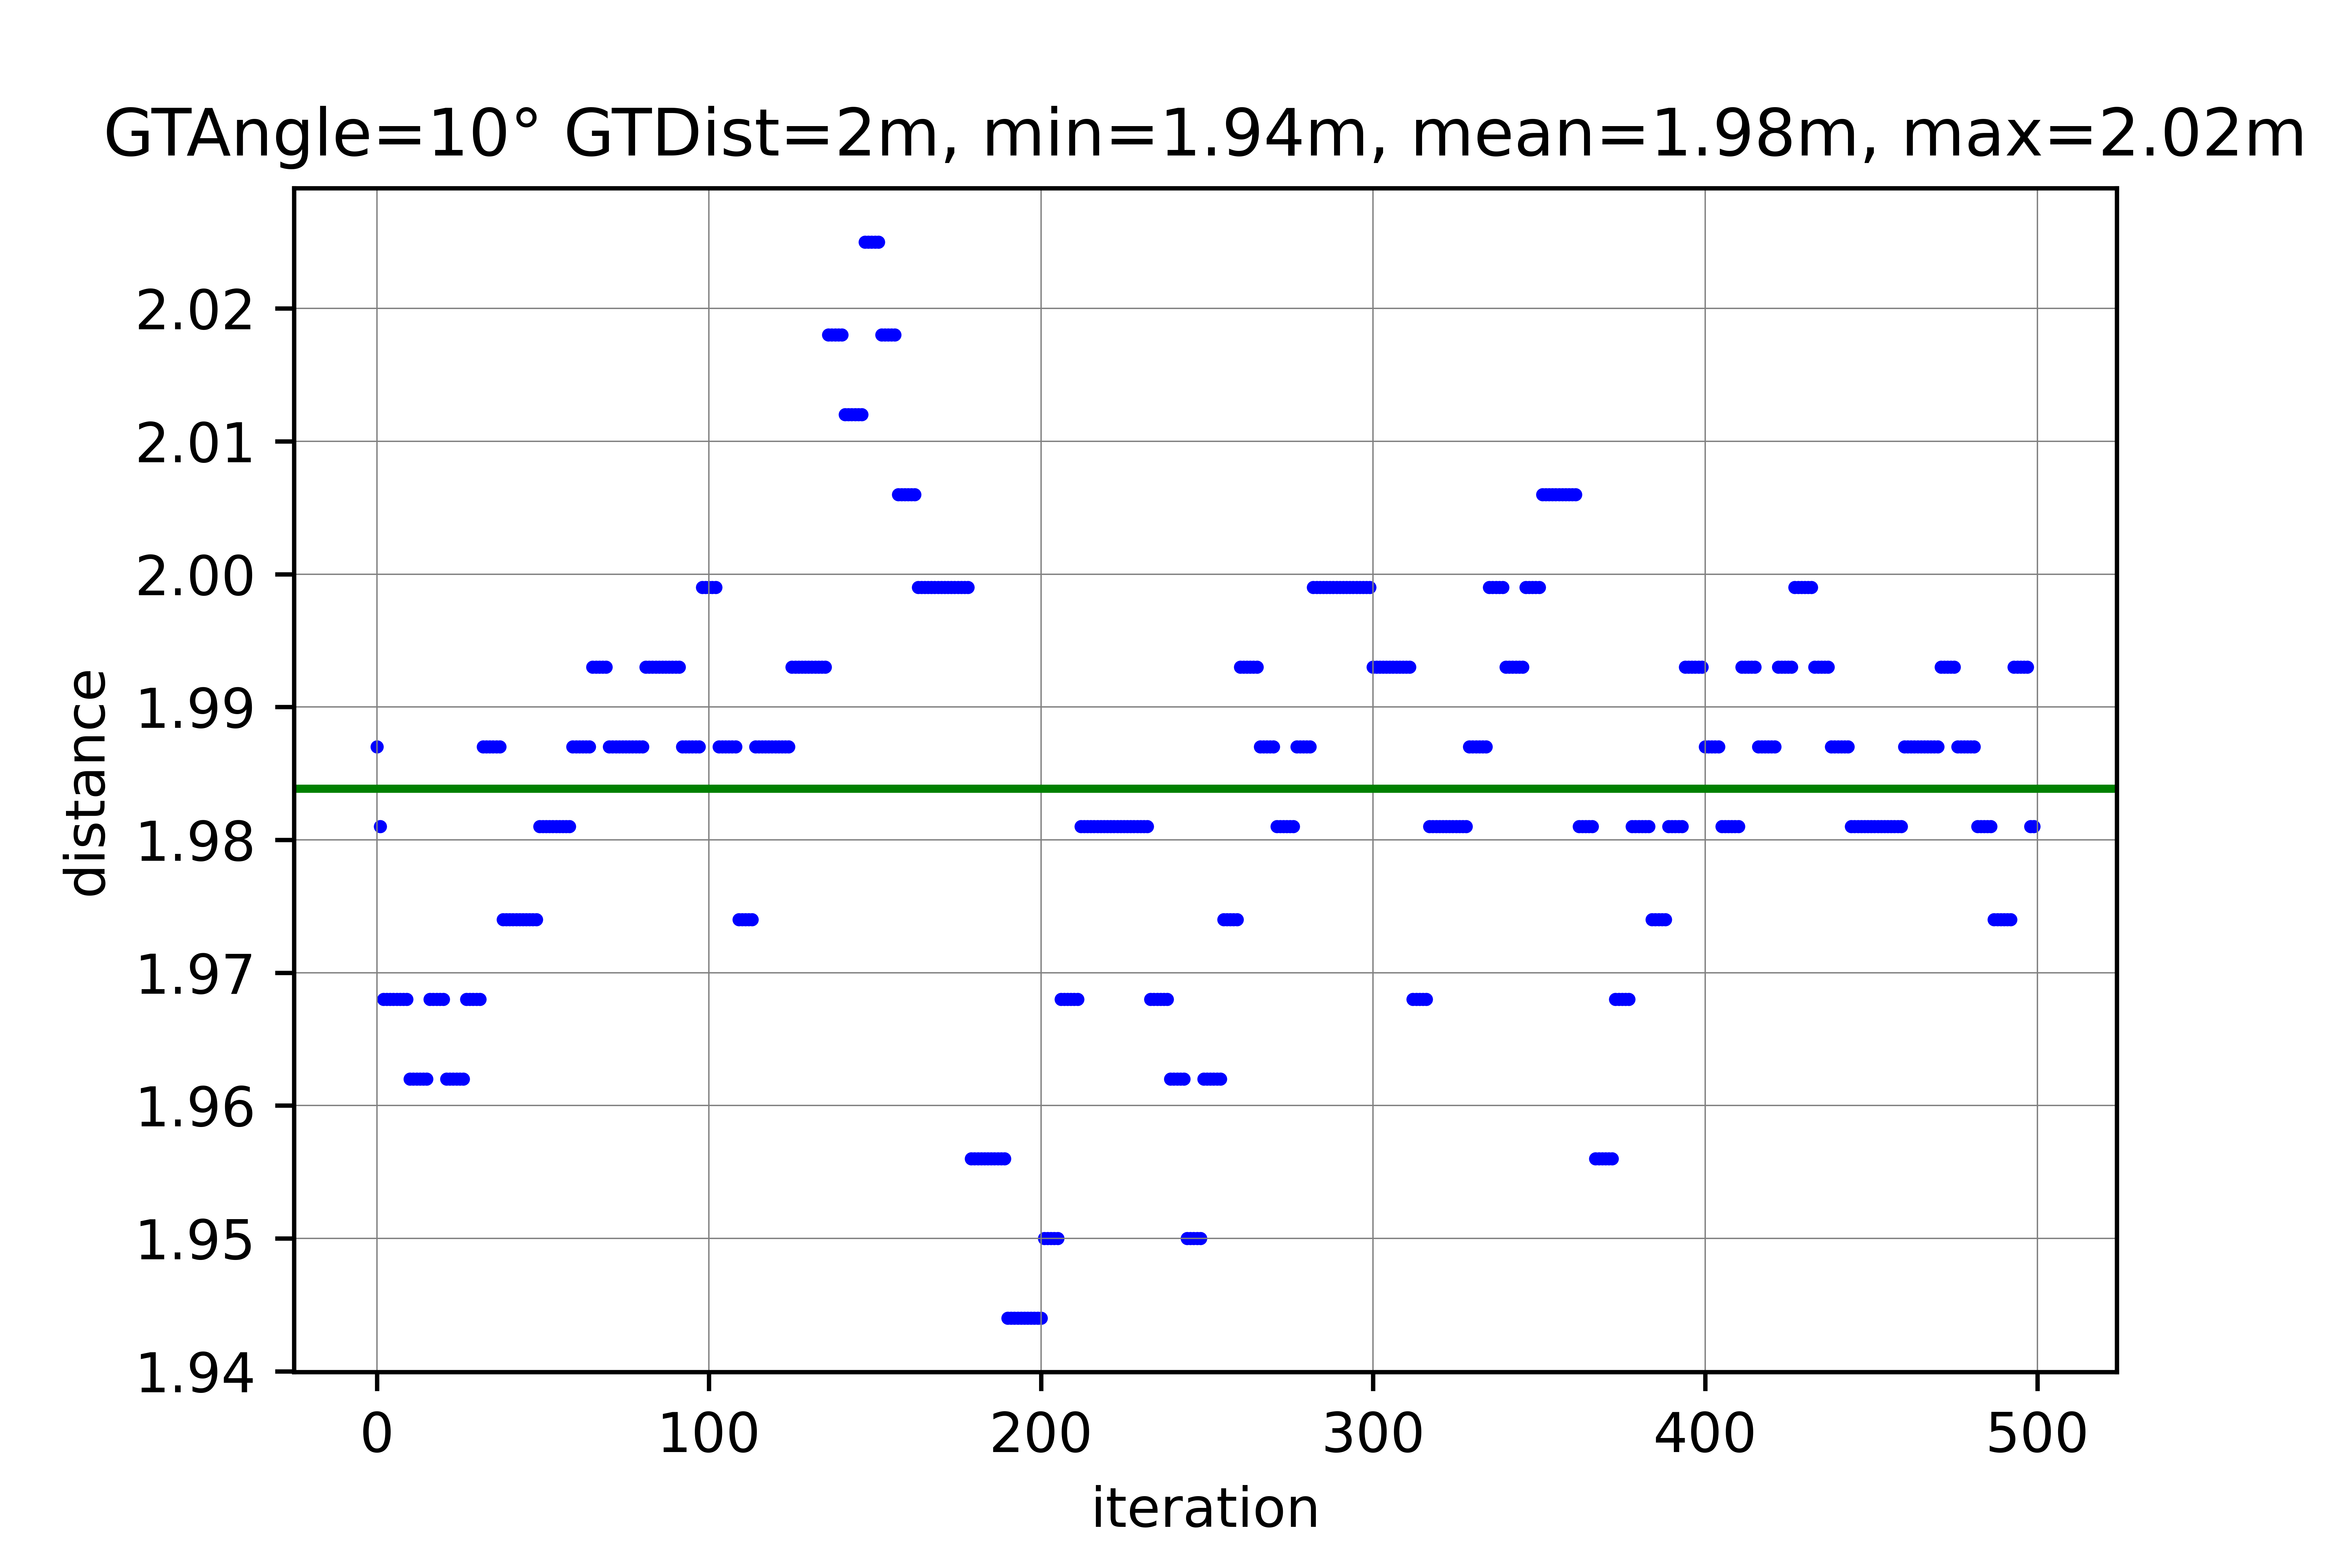 GTAngle=10° GTDist=2m, min=1.94m, mean=1.98m, max=2.02m
2.02
2.01
2.00
1.99
1.98
1.97
1.96
1.95
1.94
distance
0 100 200 300 400 500
iteration